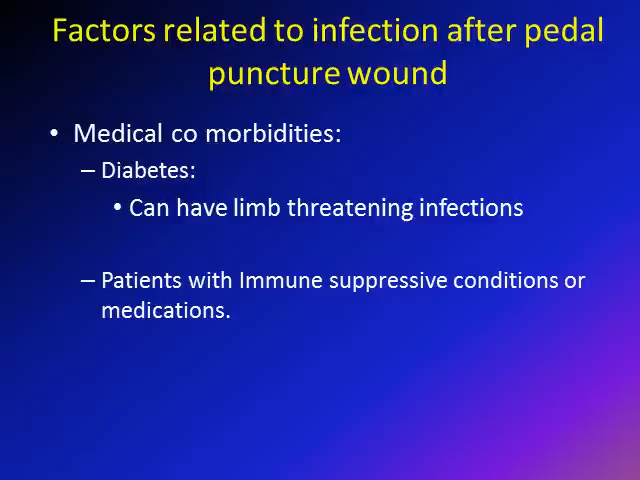 Factors related to infection after pedal
puncture wound
• Medical co morbidities:
– Diabetes:
• Can have limb threatening infections
– Patients with Immune suppressive conditions or
medications.